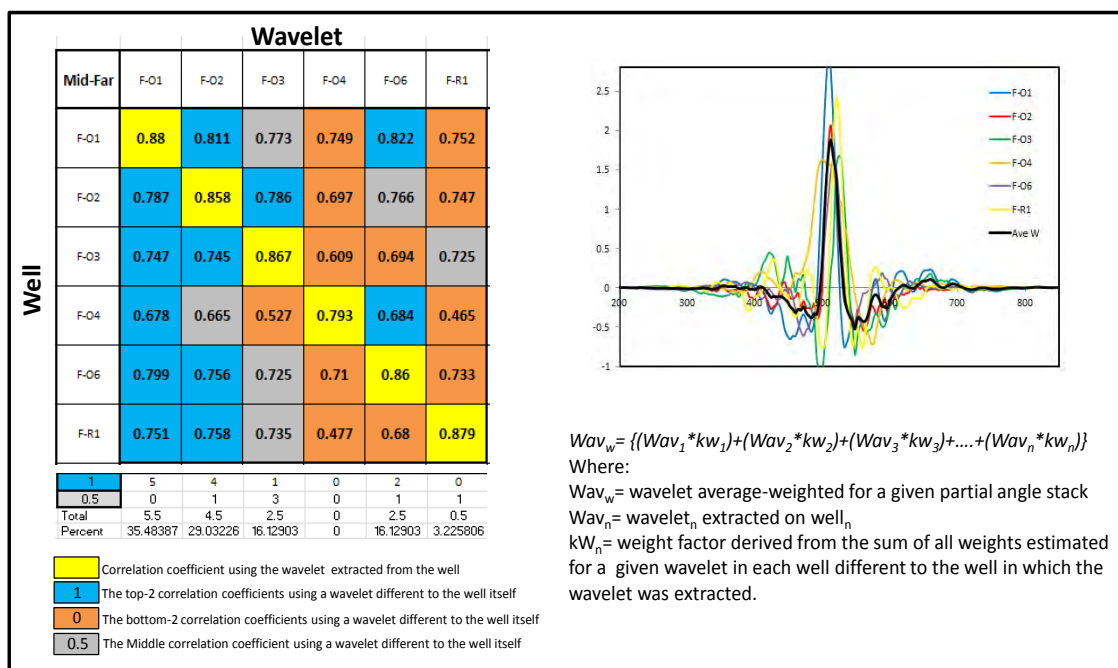 Wavelet
Mid-Far F-O1 F-O2 F-O3 F-O4 F-O6 F-R1
F-O1 0.88 0.811 0.773 0.749 0.822 0.752
F-O2 0.787 0.858 0.786 0.697 0.766 0.747
F-O3 0.747 0.745 0.867 0.609 0.694 0.725
F-O4 0.678 0.665 0.527 0.793 0.684 0.465
F-O6 0.799 0.756 0.725 0.71 0.86 0.733
F-R1 0.751 0.758 0.735 0.477 0.68 0.879
Well
1 5 4 1 0 2 0
0.5 0 1 3 0 1 1
Total 5.5 4.5 2.5 0 2.5 0.5
Percent 35.48387 29.03226 16.12903 0 16.12903 3.225806
Correlation coefficient using the wavelet extracted from the well
1 The top-2 correlation coefficients using a wavelet different to the well itself
0 The bottom-2 correlation coefficients using a wavelet different to the well itself
0.5 The Middle correlation coefficient using a wavelet different to the well itself
2.5
2
1.5
1
0.5
0
-0.5
-1
200 300 400 500 600 700 800
F-O1
F-O2
F-O3
F-O4
F-O6
F-R1
Ave W
Wav_w= {(Wav_1*kw_1)+(Wav_2*kw_2)+(Wav_3*kw_3)+....+(Wav_n*kw_n)}
Where:
Wav_w= wavelet average-weighted for a given partial angle stack
Wav_n= wavelet_n extracted on well_n
kW_n= weight factor derived from the sum of all weights estimated
for a given wavelet in each well different to the well in which the
wavelet was extracted.